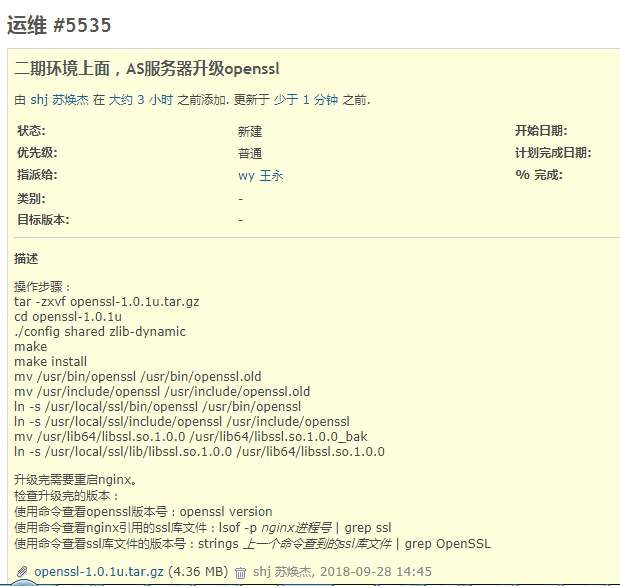 运维 #5535
二期环境上面，AS服务器升级openssl
由 shj 苏焕杰 在 大约 3 小时 之前添加. 更新于 少于 1 分钟 之前.
状态: 新建 开始日期:
优先级: 普通 计划完成日期:
指派给: wy 王永 % 完成:
类别: -
目标版本: -
描述
操作步骤：
tar -zxvf openssl-1.0.1u.tar.gz
cd openssl-1.0.1u
./config shared zlib-dynamic
make
make install
mv /usr/bin/openssl /usr/bin/openssl.old
mv /usr/include/openssl /usr/include/openssl.old
ln -s /usr/local/ssl/bin/openssl /usr/bin/openssl
ln -s /usr/local/ssl/include/openssl /usr/include/openssl
mv /usr/lib64/libssl.so.1.0.0 /usr/lib64/libssl.so.1.0.0_bak
ln -s /usr/local/ssl/lib/libssl.so.1.0.0 /usr/lib64/libssl.so.1.0.0
升级完需要重启nginx。
检查升级完的版本：
使用命令查看openssl版本号：openssl version
使用命令查看nginx引用的ssl库文件：lsof -p nginx进程号 | grep ssl
使用命令查看ssl库文件的版本号：strings 上一个命令查到的ssl库文件 | grep OpenSSL
openssl-1.0.1u.tar.gz (4.36 MB) shj 苏焕杰, 2018-09-28 14:45